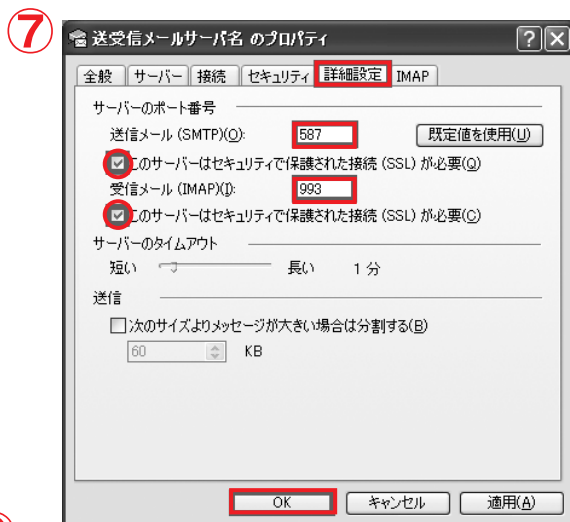 ⑦
送受信メールサーバ名 のプロパティ
全般 サーバー 接続 セキュリティ 詳細設定 IMAP
サーバーのポート番号
送信メール (SMTP)(O): 587 既定値を使用(U)
このサーバーはセキュリティで保護された接続 (SSL) が必要(Q)
受信メール (IMAP)(I): 993
このサーバーはセキュリティで保護された接続 (SSL) が必要(C)
サーバーのタイムアウト
短い 長い 1 分
送信
次のサイズよりメッセージが大きい場合は分割する(B)
60 KB
OK キャンセル 適用(A)